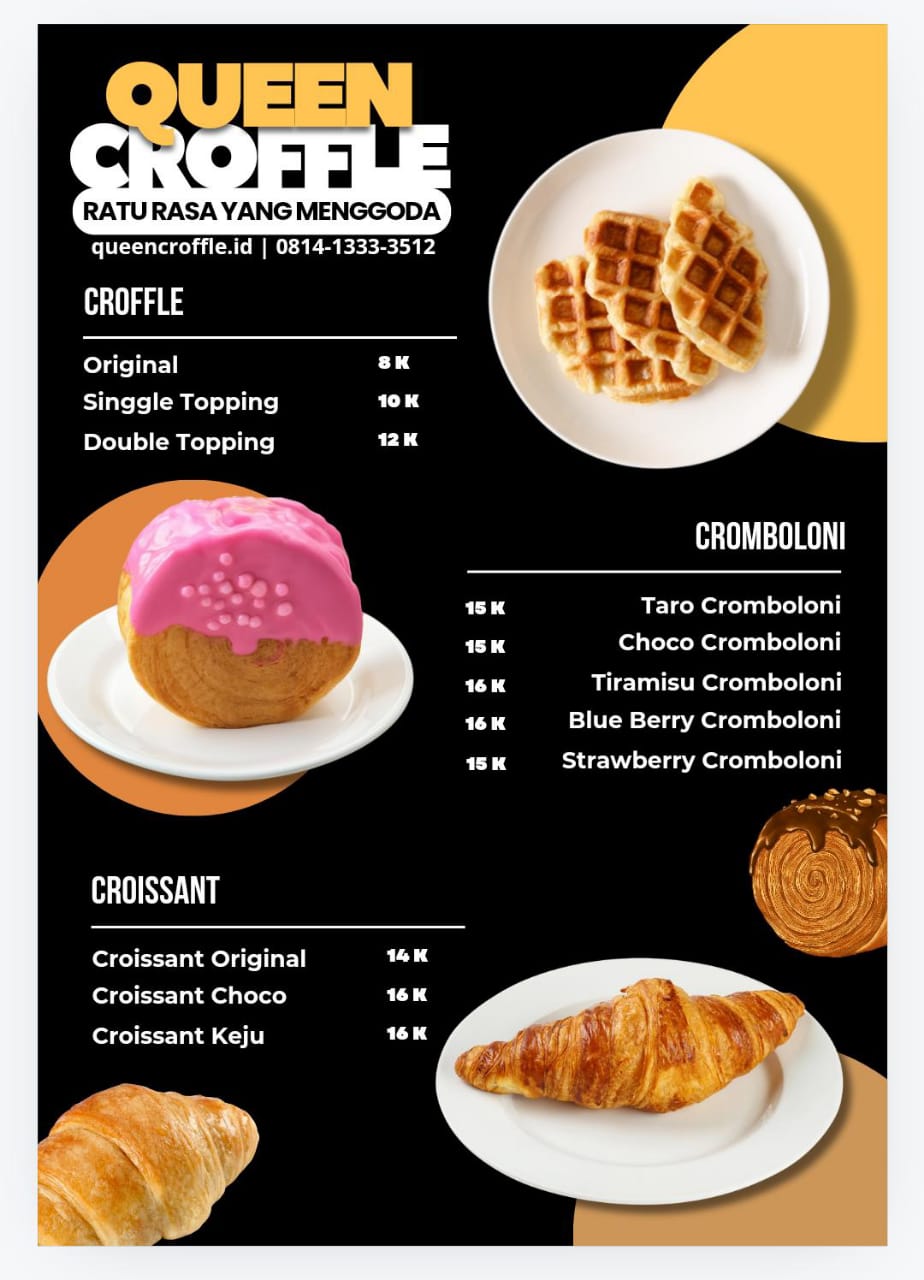 QUEEN
CROFFLE
RATU RASA YANG MENGGODA
queencroffle.id | 0814-1333-3512
CROFFLE
Original 8 K
Singgle Topping 10 K
Double Topping 12 K
CROMBOLONI
15 K Taro Cromboloni
15 K Choco Cromboloni
16 K Tiramisu Cromboloni
16 K Blue Berry Cromboloni
15 K Strawberry Cromboloni
CROISSANT
Croissant Original 14 K
Croissant Choco 16 K
Croissant Keju 16 K